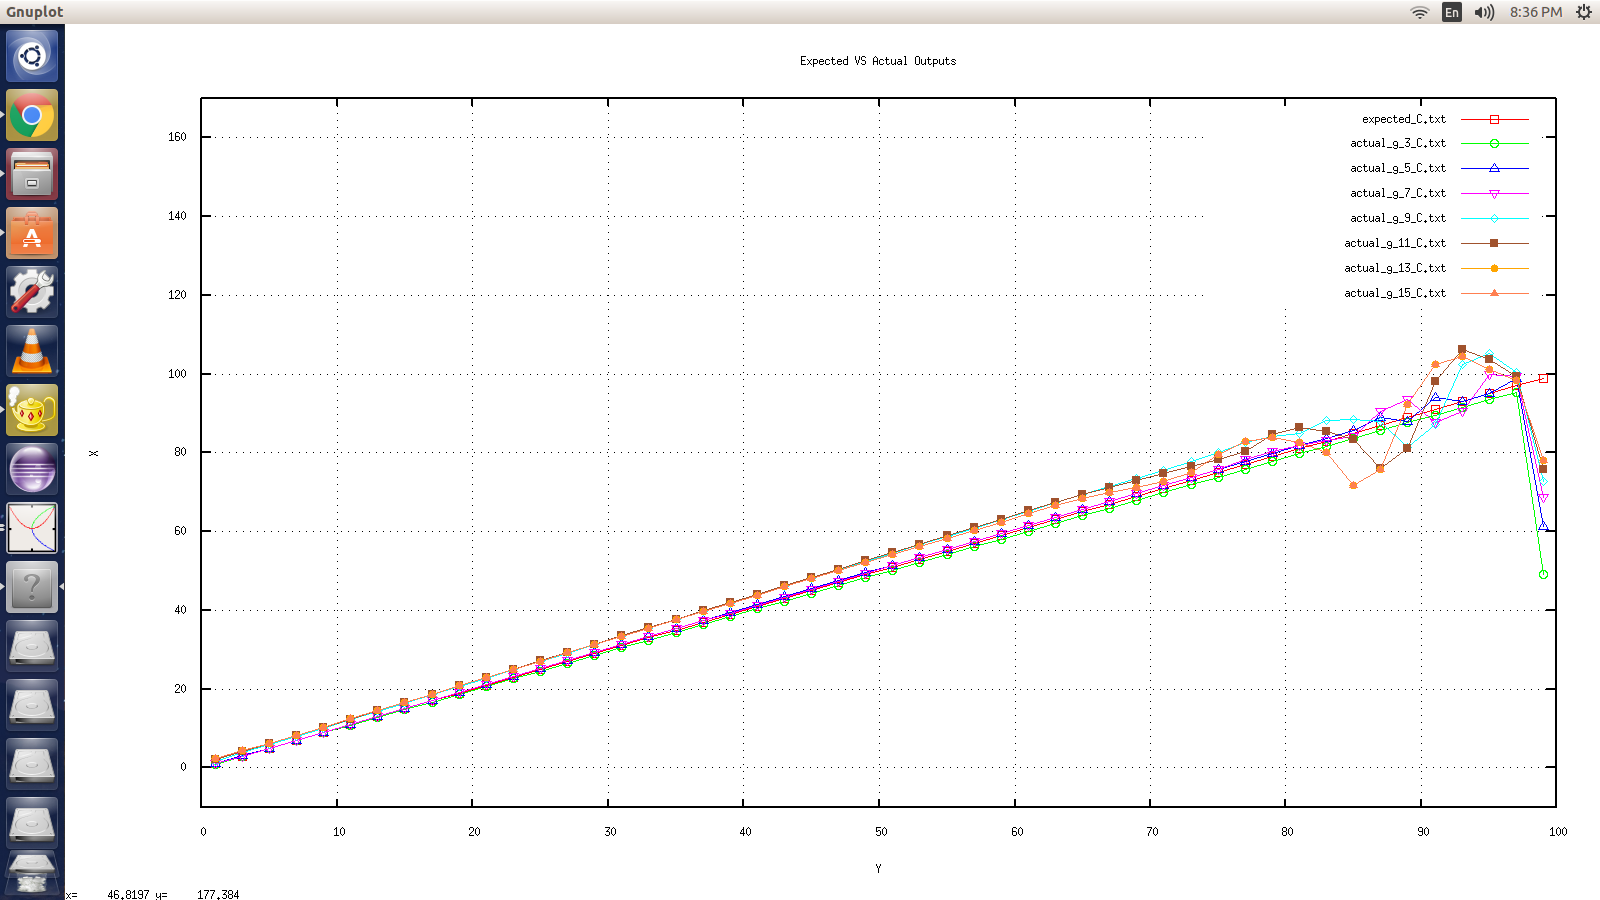 Gnuplot
En
8:36 PM
Expected VS Actual Outputs
expected_C.txt
actual_g_3_C.txt
actual_g_5_C.txt
actual_g_7_C.txt
actual_g_9_C.txt
actual_g_11_C.txt
actual_g_13_C.txt
actual_g_15_C.txt
160
140
120
100
80
60
40
20
0
X
0 10 20 30 40 50 60 70 80 90 100
Y
x= 46.8197 y= 177.384